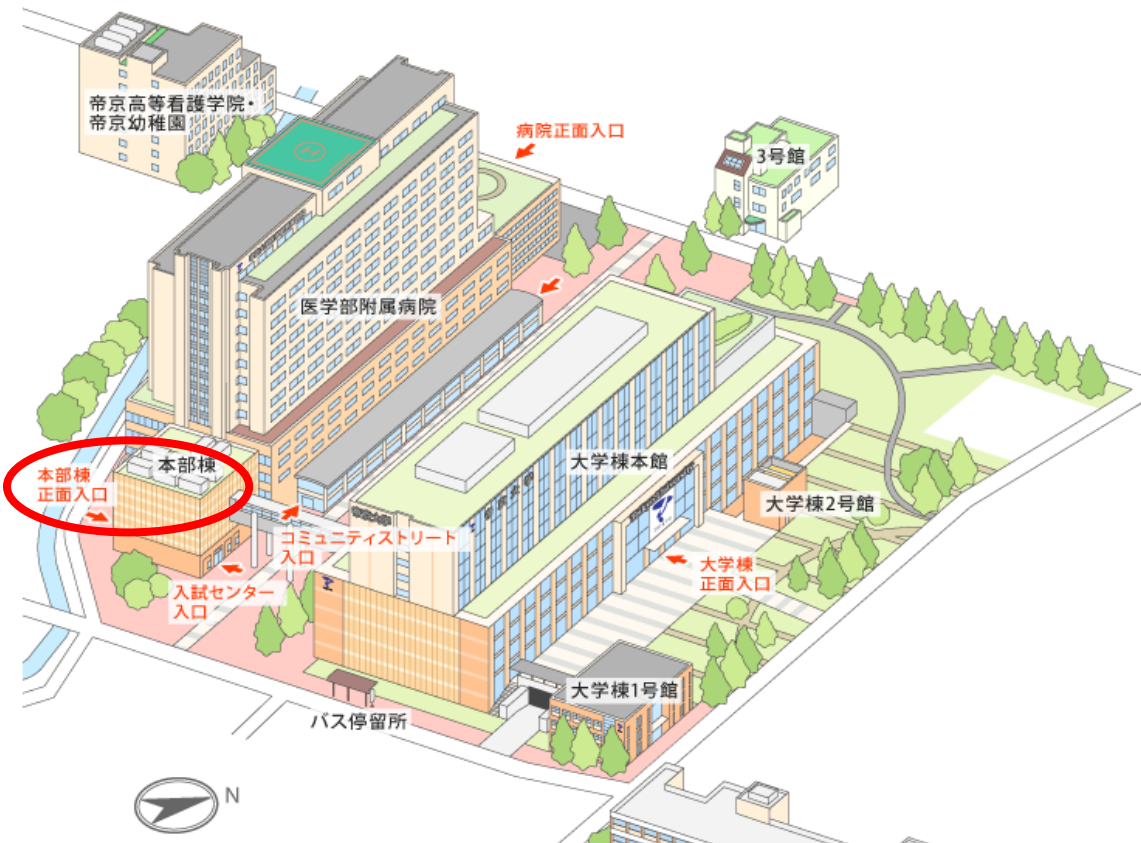 帝京高等看護学院・
帝京幼稚園
病院正面入口
3号館
H
医学部附属病院
本部棟
本部棟
正面入口
大学棟本館
帝京大学
大学棟2号館
コミュニティストリート
入口
大学棟
正面入口
入試センター
入口
大学棟1号館
バス停留所
N